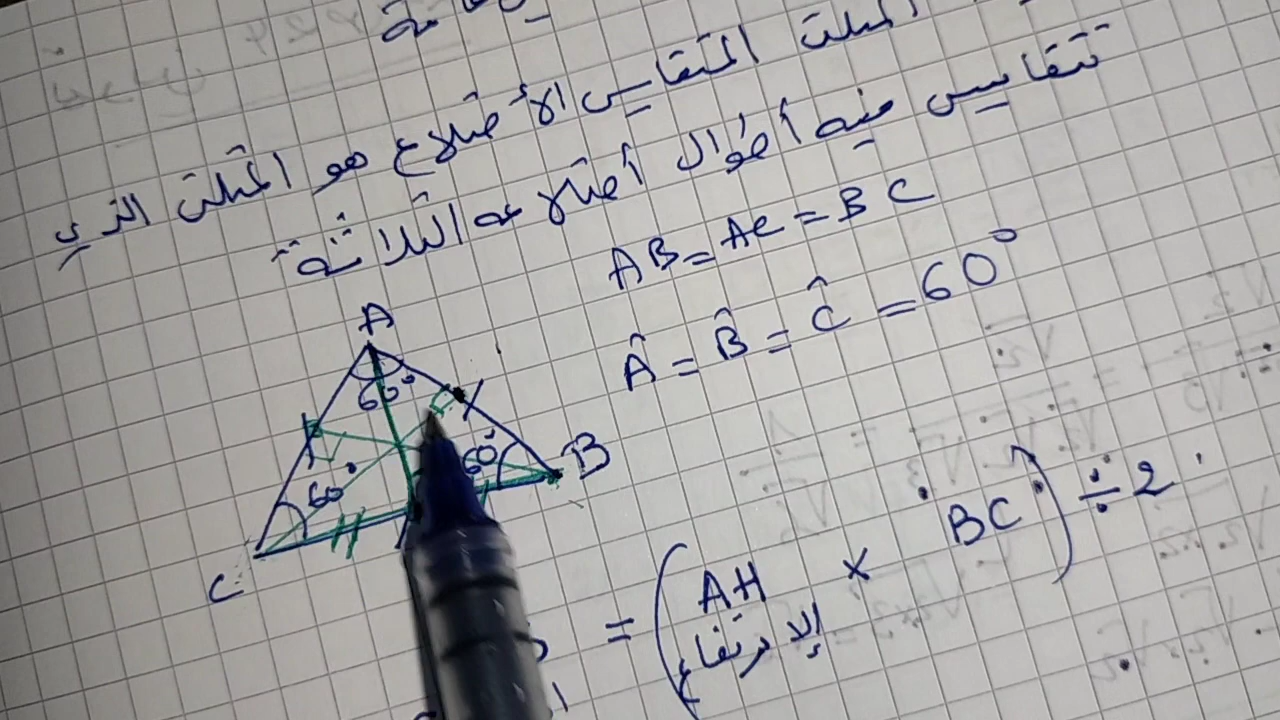 المثلث المتقايس الأضلاع هو المثلث الذي
تتقايس فيه أطوال أضلاعه الثلاثة
AB = AC = BC
Â = B̂ = Ĉ = 60°
A
60°
60°
60°
B
C
= (AH × BC) ÷ 2
الارتفاع